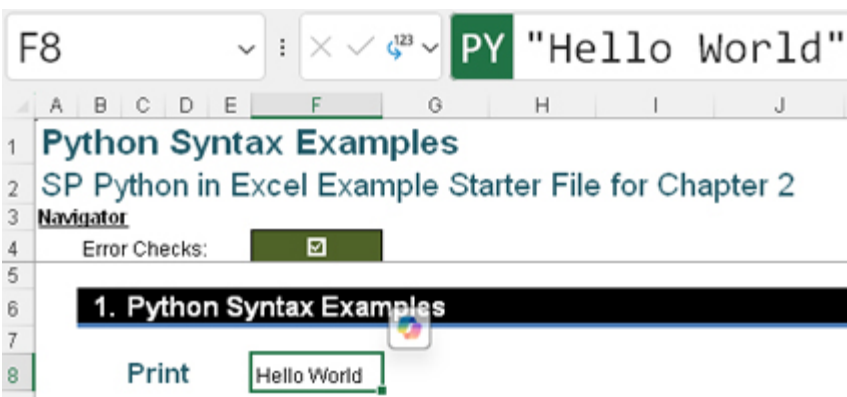 F8 123 PY "Hello World"
A B C D E F G H I J
1 Python Syntax Examples
2 SP Python in Excel Example Starter File for Chapter 2
3 Navigator
4 Error Checks:
5
6 1. Python Syntax Examples
7
8 Print Hello World